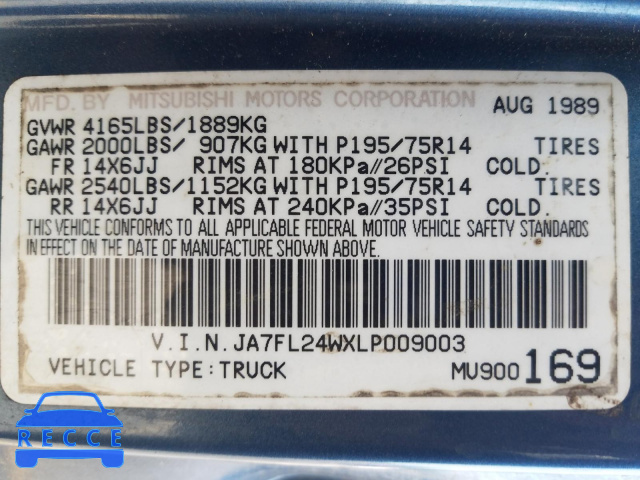 MFD. BY MITSUBISHI MOTORS CORPORATION AUG 1989
GVWR 4165LBS/1889KG
GAWR 2000LBS/ 907KG WITH P195/75R14 TIRES
FR 14X6JJ RIMS AT 180KPa//26PSI COLD.
GAWR 2540LBS/1152KG WITH P195/75R14 TIRES
RR 14X6JJ RIMS AT 240KPa//35PSI COLD.
THIS VEHICLE CONFORMS TO ALL APPLICABLE FEDERAL MOTOR VEHICLE SAFETY STANDARDS
IN EFFECT ON THE DATE OF MANUFACTURE SHOWN ABOVE.
V.I.N.JA7FL24WXLP009003
VEHICLE TYPE:TRUCK MU900169
RECCE